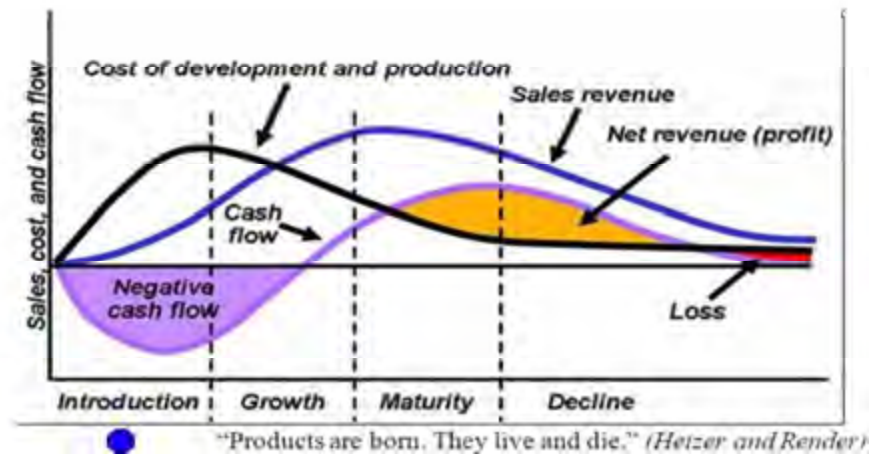 Cost of development and production
Sales revenue
Net revenue (profit)
Sales, cost, and cash flow
Cash
flow
Negative
cash flow
Loss
Introduction
Growth
Maturity
Decline
"Products are born. They live and die." (Heizer and Render)